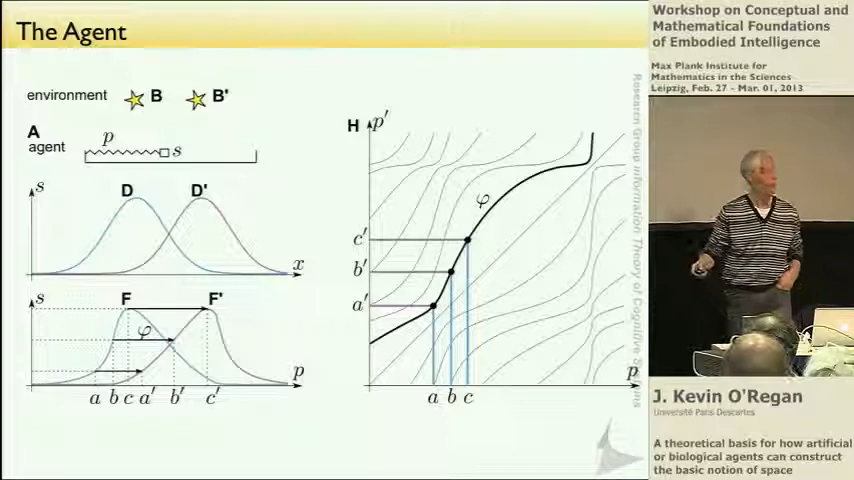 The Agent
environment
B
B'
A
agent
p
s
s
D
D'
x
s
F
F'
φ
p
a b c a' b' c'
H
p'
φ
c'
b'
a'
p
a b c
Research Group Information Theory of Cognitive Systems
Workshop on Conceptual and
Mathematical Foundations
of Embodied Intelligence
Max Plank Institute for
Mathematics in the Sciences
Leipzig, Feb. 27 - Mar. 01, 2013
J. Kevin O'Regan
Université Paris Descartes
A theoretical basis for how artificial
or biological agents can construct
the basic notion of space